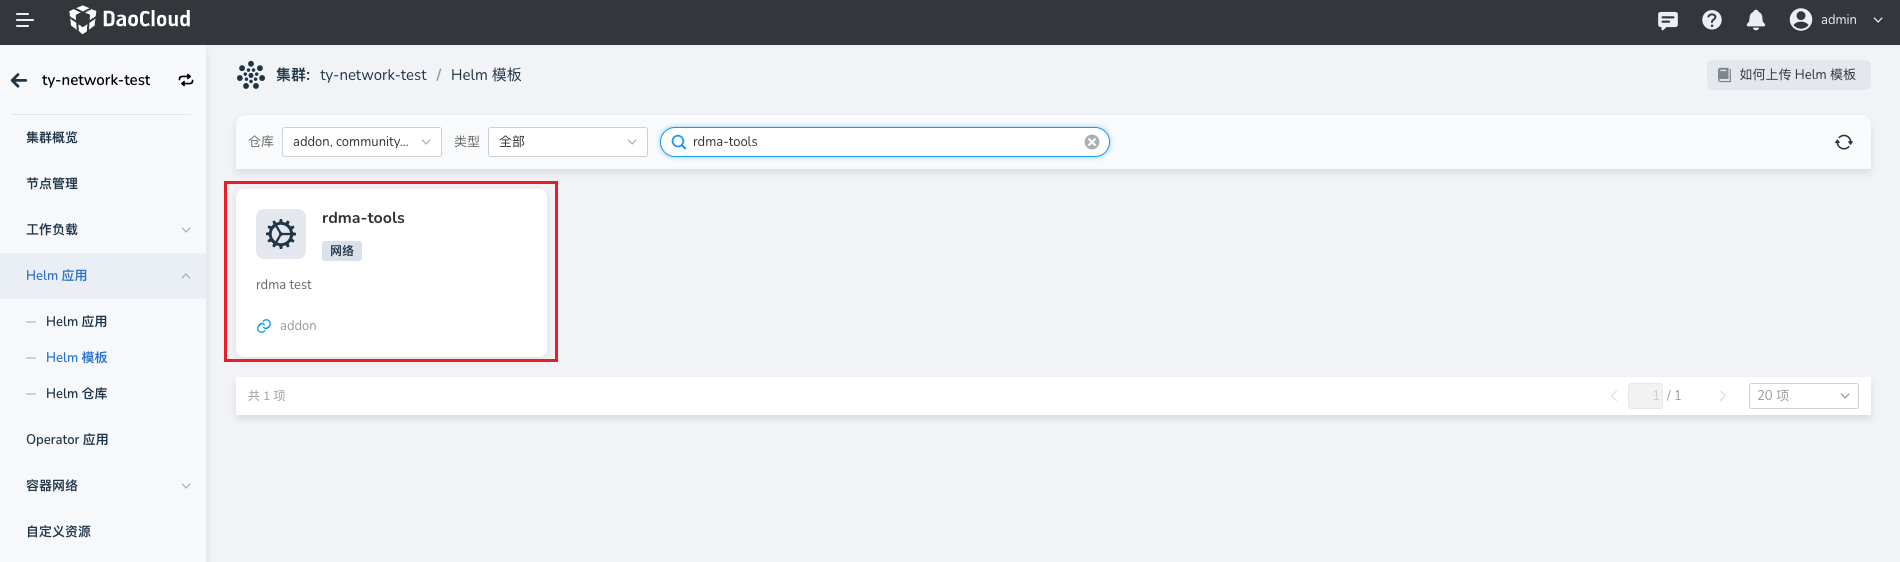 DaoCloud
admin
ty-network-test
集群概览
节点管理
工作负载
Helm 应用
Helm 应用
Helm 模板
Helm 仓库
Operator 应用
容器网络
自定义资源
集群: ty-network-test / Helm 模板
如何上传 Helm 模板
仓库 addon, community... 类型 全部 rdma-tools
rdma-tools
网络
rdma test
addon
共 1 项
1 / 1
20 项